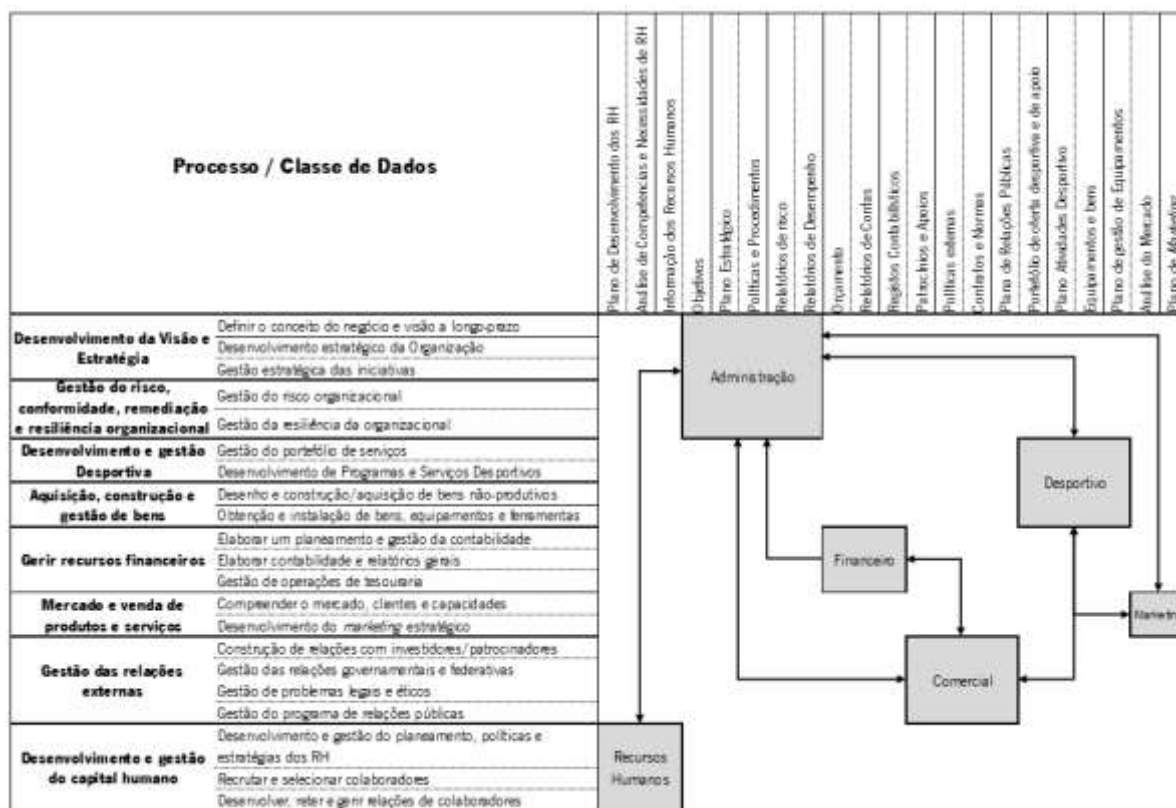 Processo / Classe de Dados
Plano de Desenvolvimento dos RH
Análise de Competências e Necessidades de RH
Informação dos Recursos Humanos
Objetivos
Plano Estratégico
Políticas e Procedimentos
Relatórios de risco
Relatórios de Desempenho
Orçamento
Relatórios de Contas
Registos Contabilísticos
Patrocínios e Apoios
Políticas externas
Contratos e Normas
Plano de Relações Públicas
Portefólio de oferta desportiva e de apoio
Plano Atividades Desportivo
Equipamentos e bens
Plano de gestão de Equipamentos
Análise do Mercado
Plano de Marketing
Desenvolvimento da Visão e
Estratégia
Definir o conceito do negócio e visão a longo-prazo
Desenvolvimento estratégico da Organização
Gestão estratégica das iniciativas
Gestão do risco,
conformidade, remediação
e resiliência organizacional
Gestão do risco organizacional
Gestão da resiliência da organizacional
Desenvolvimento e gestão
Desportiva
Gestão do portefólio de serviços
Desenvolvimento de Programas e Serviços Desportivos
Aquisição, construção e
gestão de bens
Desenho e construção/aquisição de bens não-produtivos
Obtenção e instalação de bens, equipamentos e ferramentas
Gerir recursos financeiros
Elaborar um planeamento e gestão da contabilidade
Elaborar contabilidade e relatórios gerais
Gestão de operações de tesouraria
Mercado e venda de
produtos e serviços
Compreender o mercado, clientes e capacidades
Desenvolvimento do marketing estratégico
Gestão das relações
externas
Construção de relações com investidores/patrocinadores
Gestão das relações governamentais e federativas
Gestão de problemas legais e éticos
Gestão do programa de relações públicas
Desenvolvimento e gestão
do capital humano
Desenvolvimento e gestão do planeamento, políticas e
estratégias dos RH
Recrutar e selecionar colaboradores
Desenvolver, reter e gerir relações de colaboradores
Administração
Desportivo
Financeiro
Comercial
Recursos
Humanos